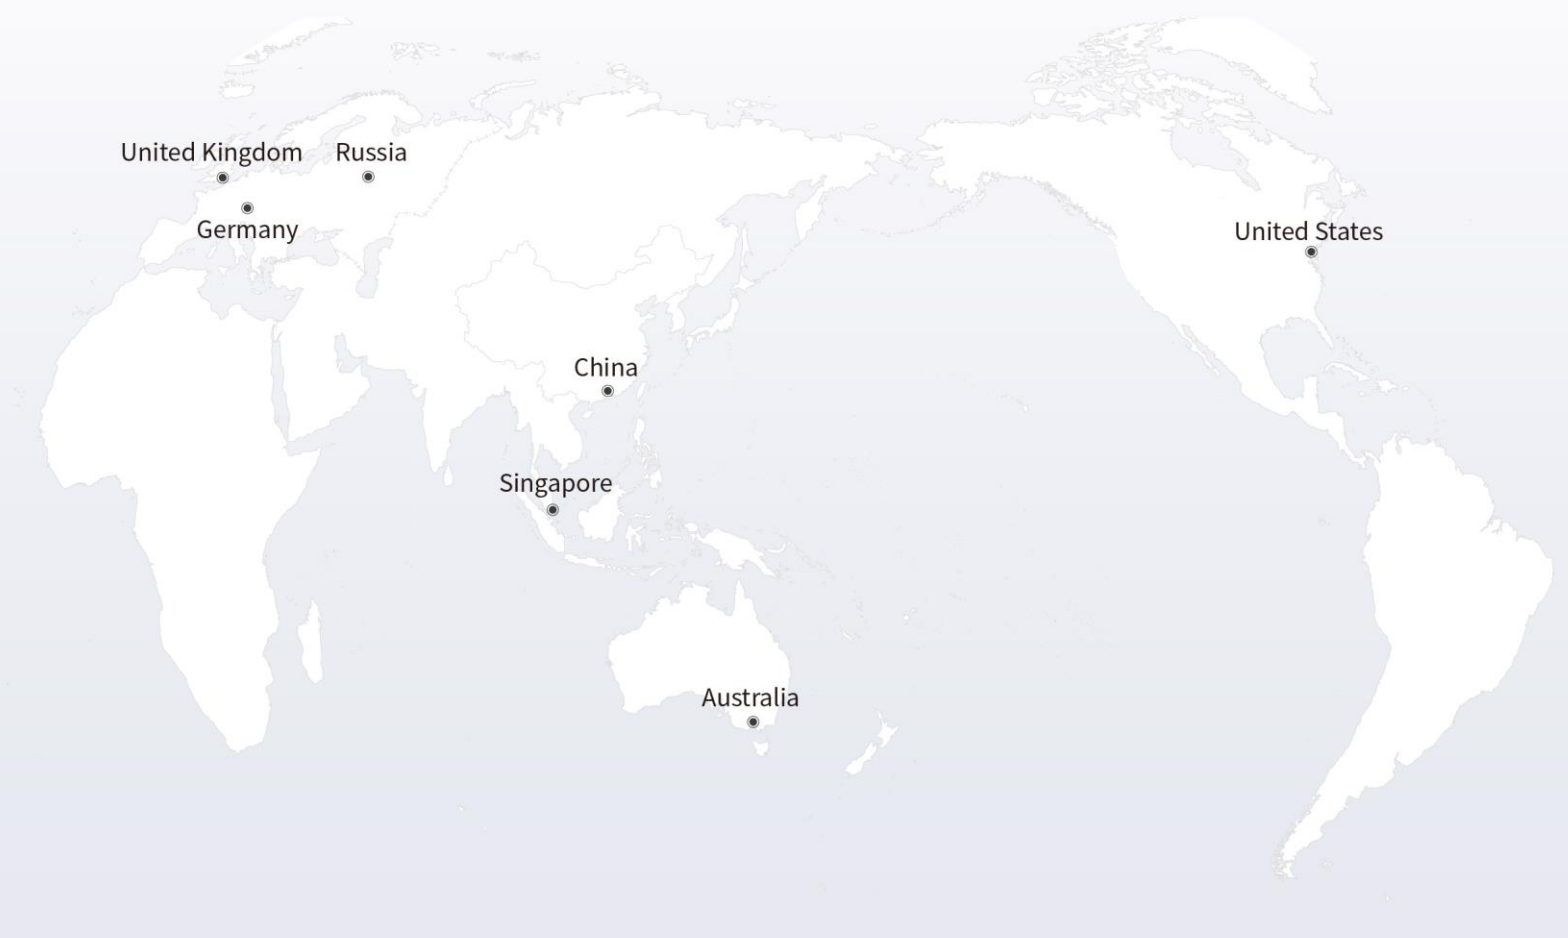 United Kingdom
Russia
Germany
United States
China
Singapore
Australia